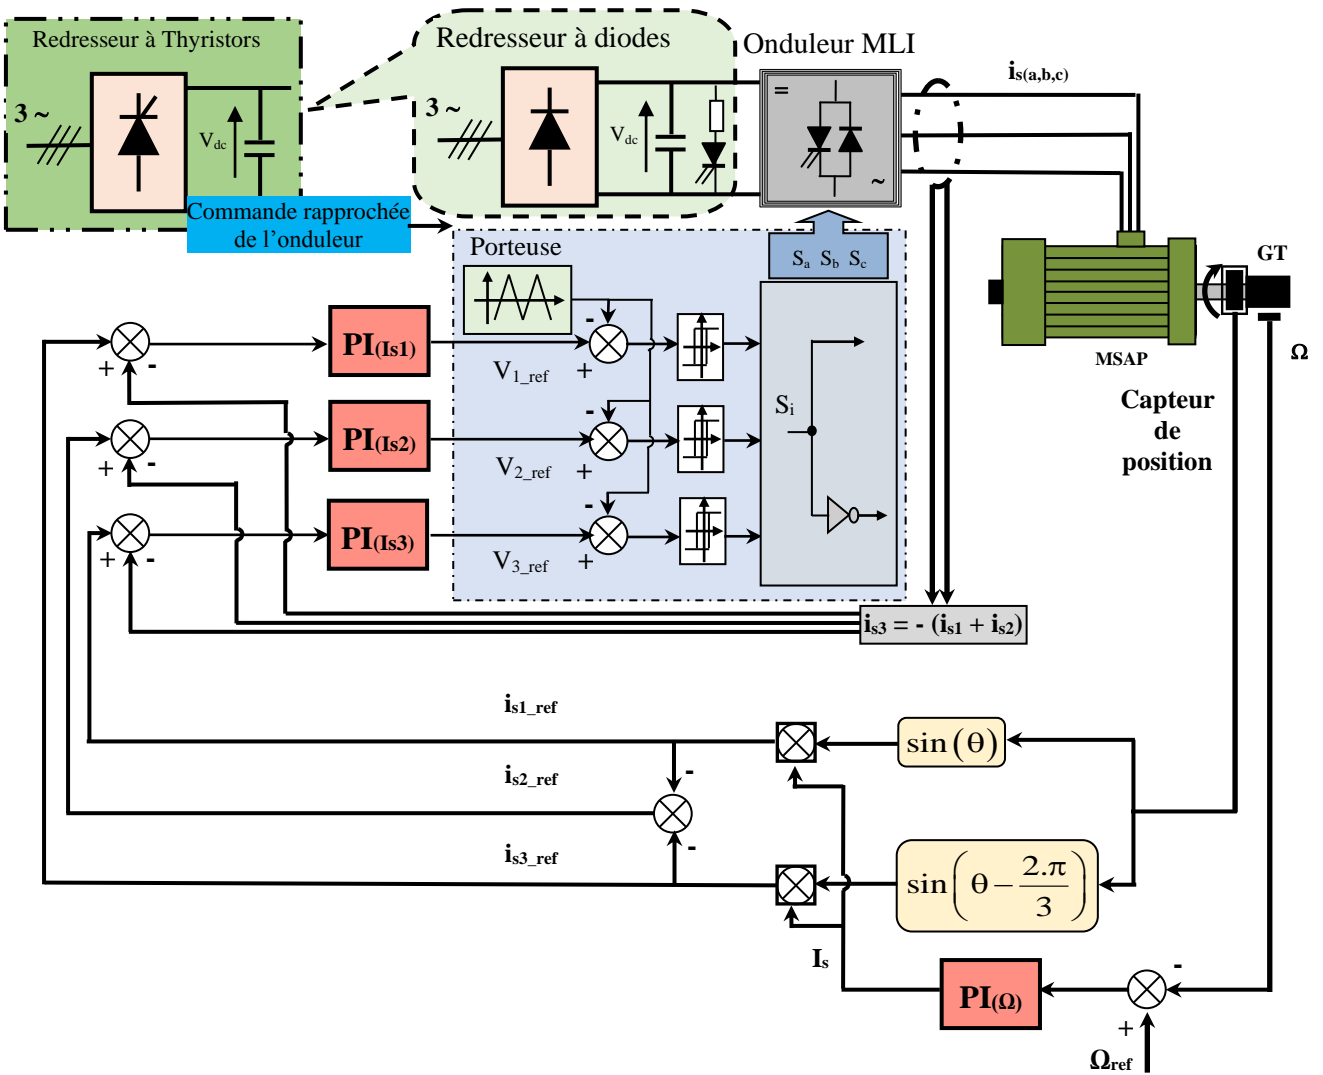 Redresseur à Thyristors
3 ~
Vdc
Redresseur à diodes
3 ~
Vdc
Onduleur MLI
=
~
is(a,b,c)
Commande rapprochée
de l’onduleur
Porteuse
Sa Sb Sc
GT
Ω
MSAP
Capteur
de
position
PI(Is1)
V1_ref
- +
+ -
PI(Is2)
V2_ref
- +
+ -
PI(Is3)
V3_ref
- +
+ -
Si
is3 = - (is1 + is2)
is1_ref
sin(θ)
-
is2_ref
-
is3_ref
sin(θ − 2.π/3)
Is
PI(Ω)
-
+
Ωref